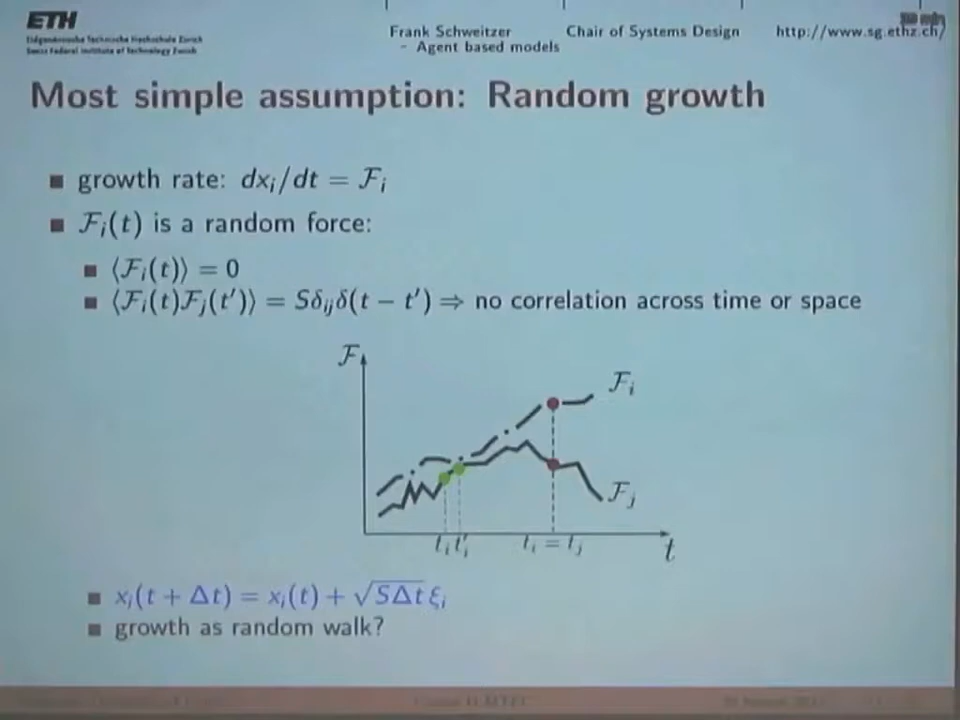 ETH
Eidgenössische Technische Hochschule Zürich
Swiss Federal Institute of Technology Zurich
Frank Schweitzer
- Agent based models
Chair of Systems Design
http://www.sg.ethz.ch/
Most simple assumption: Random growth
growth rate: dxᵢ/dt = ℱᵢ
ℱᵢ(t) is a random force:
⟨ℱᵢ(t)⟩ = 0
⟨ℱᵢ(t)ℱⱼ(t′)⟩ = Sδᵢⱼδ(t − t′) ⇒ no correlation across time or space
ℱ
ℱᵢ
ℱⱼ
tᵢ t′ᵢ tᵢ = tⱼ t
xᵢ(t + Δt) = xᵢ(t) + √SΔt ξᵢ
growth as random walk?